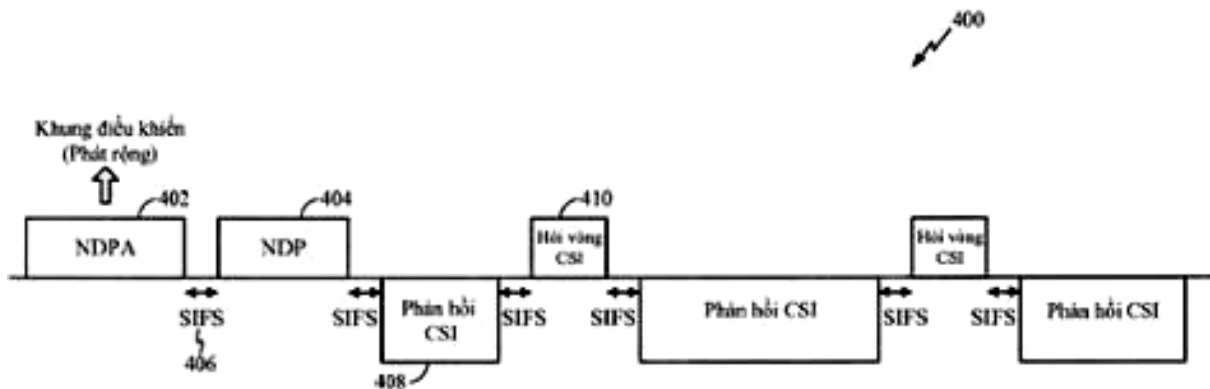 400
Khung điều khiển
(Phát rộng)
402
404
410
NDPA
NDP
Hỏi vòng
CSI
Hỏi vòng
CSI
SIFS
SIFS
Phản hồi
CSI
SIFS
SIFS
Phản hồi CSI
SIFS
SIFS
Phản hồi CSI
406
408